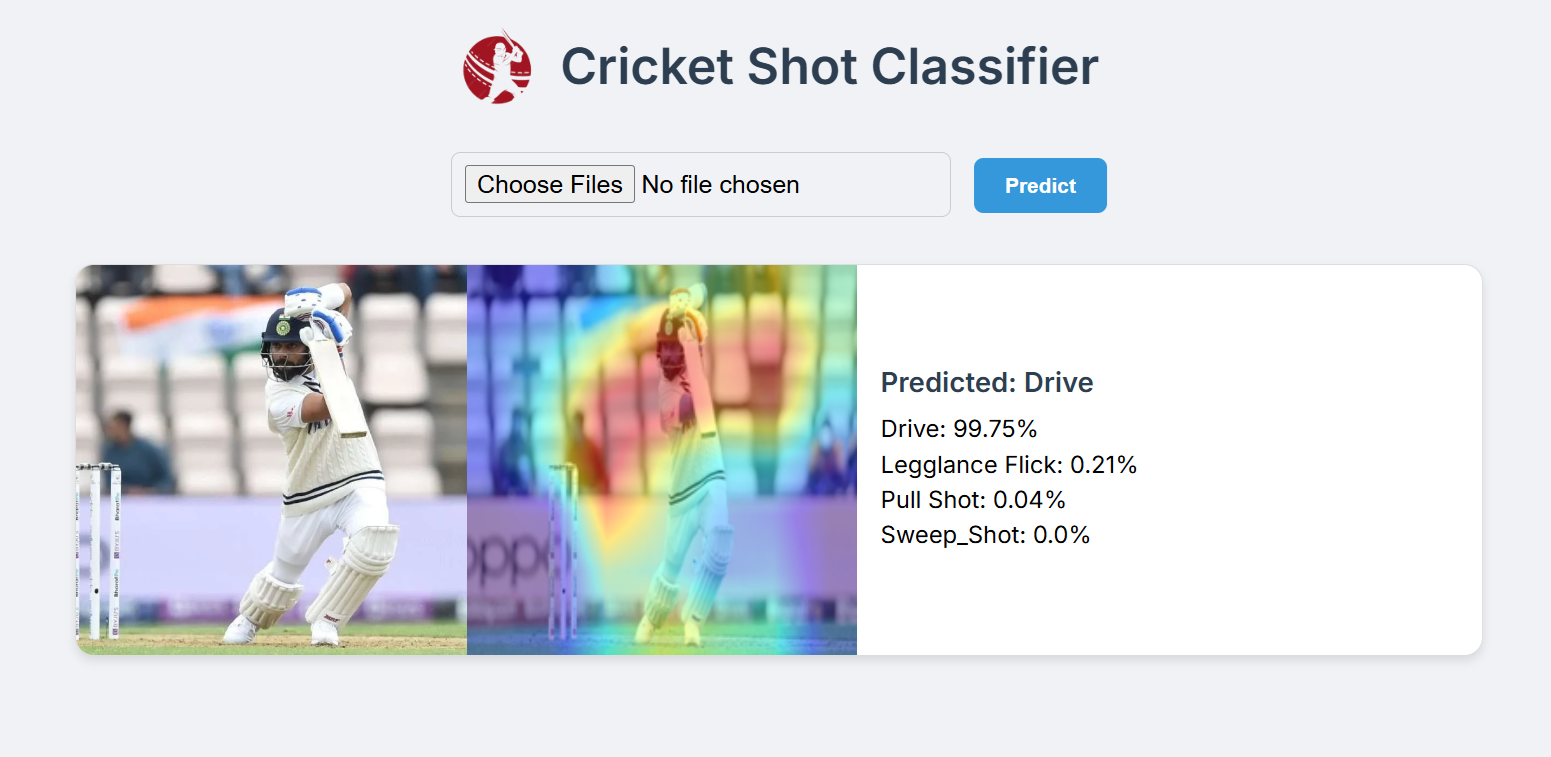 Cricket Shot Classifier
Choose Files No file chosen
Predict
oppo
Predicted: Drive
Drive: 99.75%
Legglance Flick: 0.21%
Pull Shot: 0.04%
Sweep_Shot: 0.0%